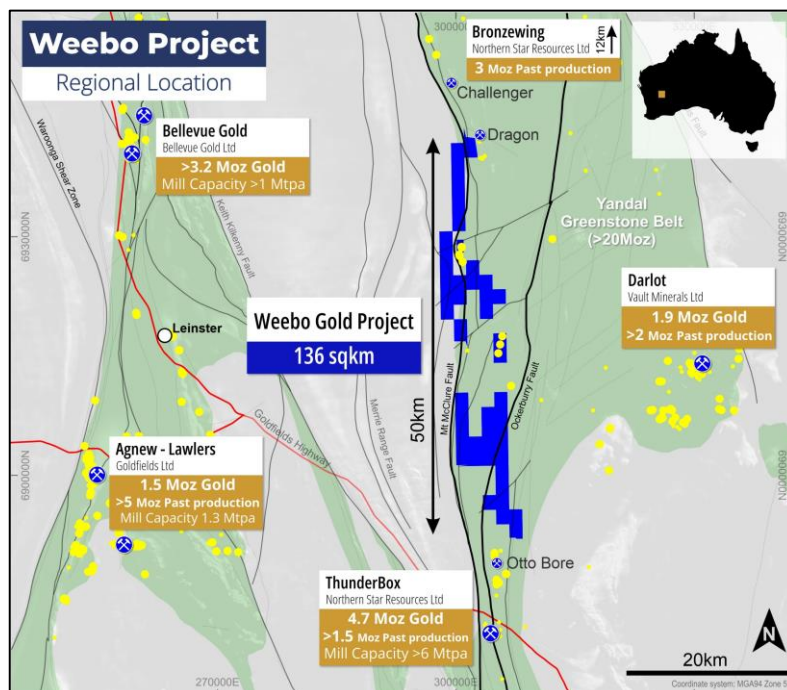 Weebo Project
Regional Location
Bronzewing
Northern Star Resources Ltd
3 Moz Past production
12km
Challenger
Dragon
Bellevue Gold
Bellevue Gold Ltd
>3.2 Moz Gold
Mill Capacity >1 Mtpa
Waroonga Shear Zone
Keith Kilkenny Fault
Yandal
Greenstone Belt
(>20Moz)
6930000N
6930000N
Darlot
Vault Minerals Ltd
1.9 Moz Gold
>2 Moz Past production
Leinster
Weebo Gold Project
136 sqkm
50km
Mt McClure Fault
Ockerburry Fault
Merrie Range Fault
Goldfields Highway
Agnew - Lawlers
Goldfields Ltd
1.5 Moz Gold
>5 Moz Past production
Mill Capacity 1.3 Mtpa
6900000N
6900000N
Otto Bore
ThunderBox
Northern Star Resources Ltd
4.7 Moz Gold
>1.5 Moz Past production
Mill Capacity >6 Mtpa
N
20km
270000E
300000E
Coordinate system: MGA94 Zone 5